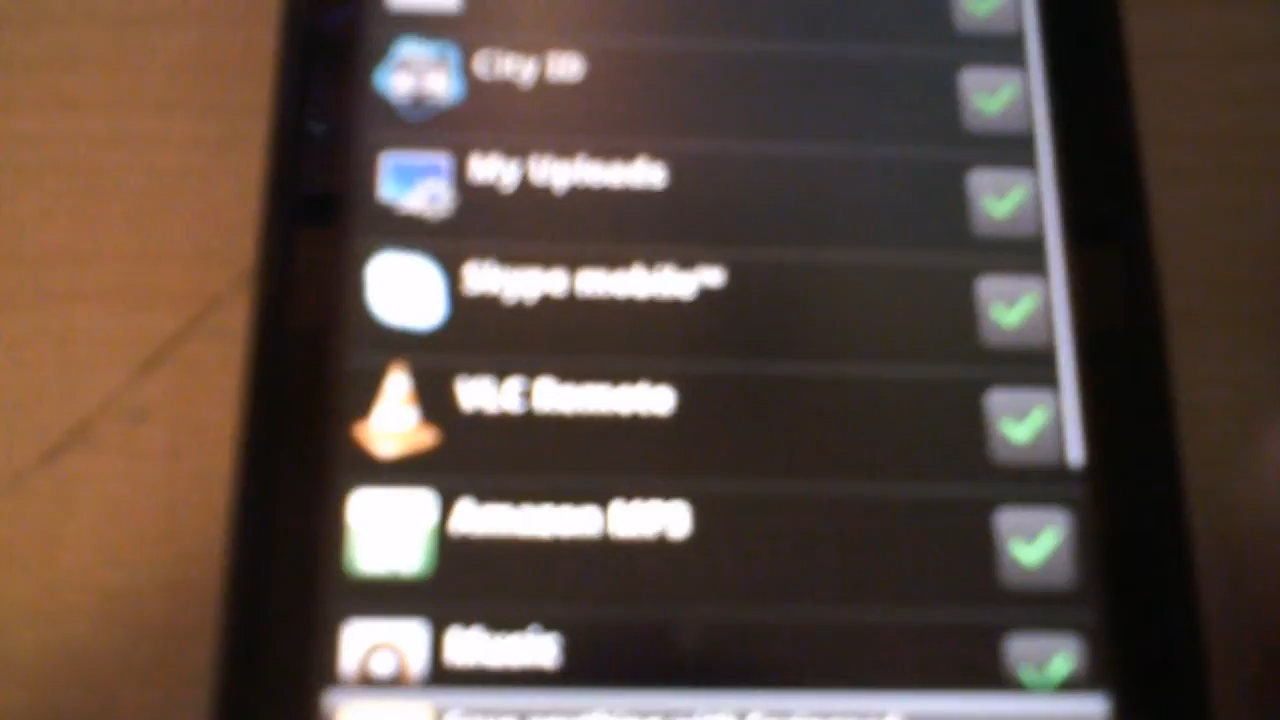 City ID
My Uploads
Skype mobile™
VLC Remote
Amazon MP3
Music